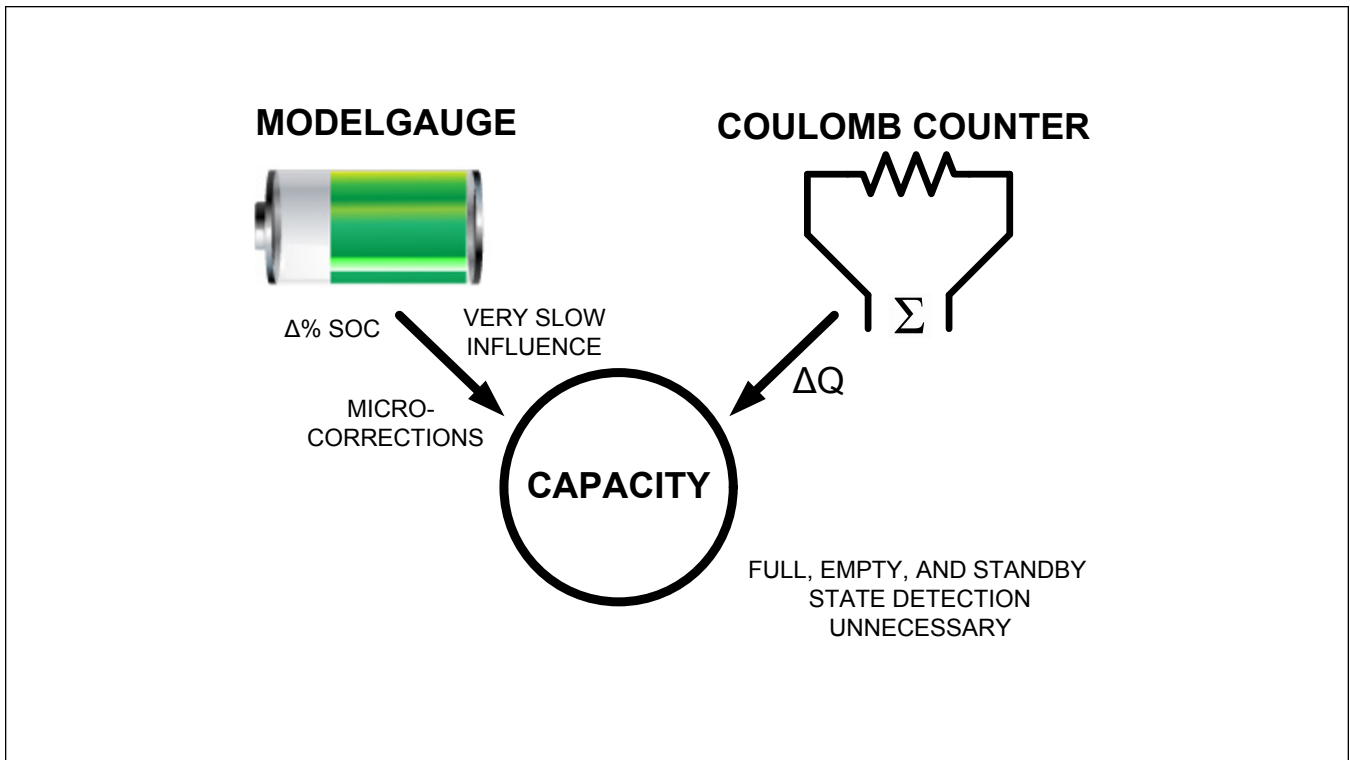 MODELGAUGE
COULOMB COUNTER
Σ
Δ% SOC
VERY SLOW
INFLUENCE
ΔQ
MICRO-
CORRECTIONS
CAPACITY
FULL, EMPTY, AND STANDBY
STATE DETECTION
UNNECESSARY